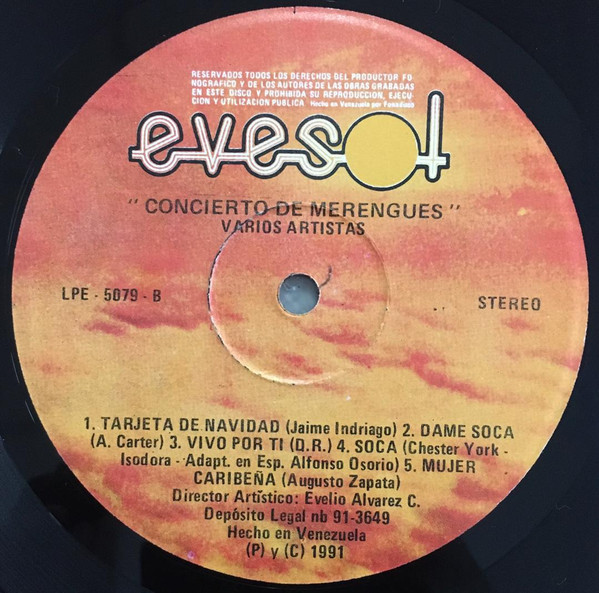 RESERVADOS TODOS LOS DERECHOS DEL PRODUCTOR FO
NOGRAFICO Y DE LOS AUTORES DE LAS OBRAS GRABADAS
EN ESTE DISCO Y PROHIBIDA SU REPRODUCCION, EJECU
CION Y UTILIZACION PUBLICA Hecho en Venezuela por
evesol
"CONCIERTO DE MERENGUES"
VARIOS ARTISTAS
LPE - 5079 - B
STEREO
1. TARJETA DE NAVIDAD (Jaime Indriago) 2. DAME SOCA
(A. Carter) 3. VIVO POR TI (D.R.) 4. SOCA (Chester York -
Isodora - Adapt. en Esp. Alfonso Osorio) 5. MUJER
CARIBEÑA (Augusto Zapata)
Director Artístico: Evelio Alvarez C.
Depósito Legal nb 91-3649
Hecho en Venezuela
(P) y (C) 1991